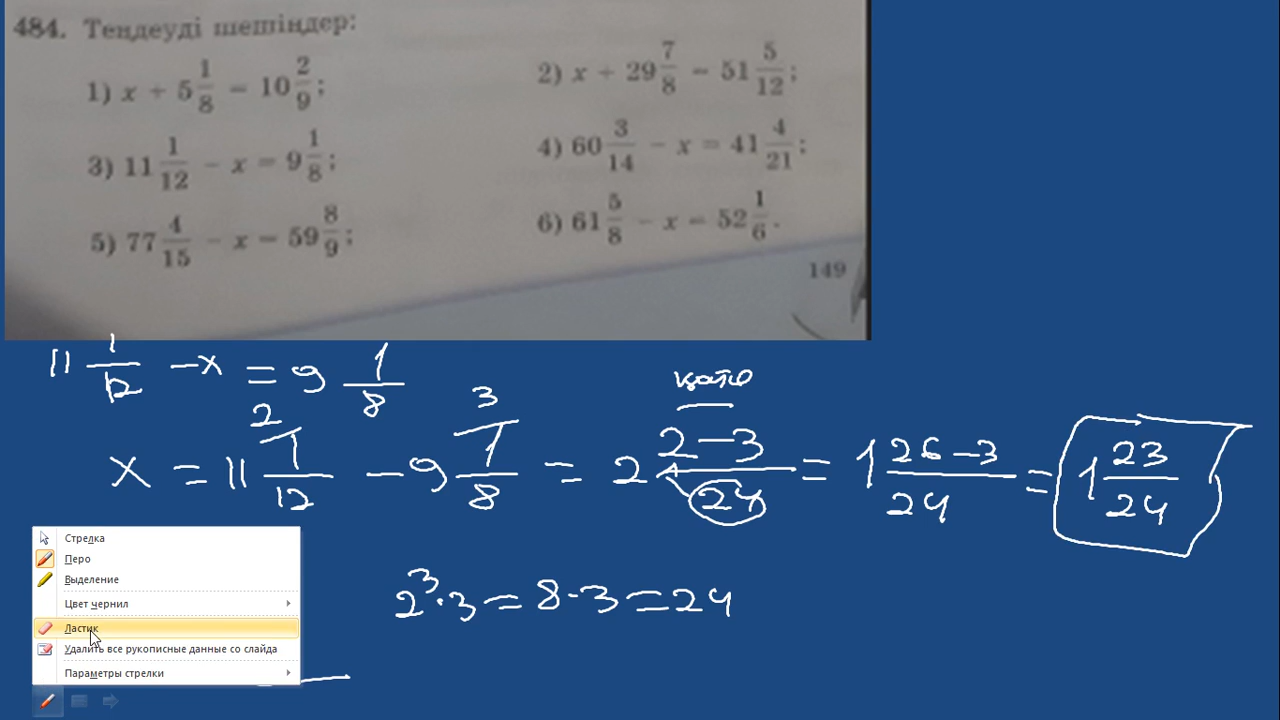 484. Теңдеуді шешіңдер:
1) x + 5 1/8 = 10 2/9; 2) x + 29 7/8 = 51 5/12;
3) 11 1/12 − x = 9 1/8; 4) 60 3/14 − x = 41 4/21;
5) 77 4/15 − x = 59 8/9; 6) 61 5/8 − x = 52 1/6.
149
11 1/12 − x = 9 1/8
қате
2 3
x = 11 1/12 − 9 1/8 = 2 2−3/24 = 1 26−3/24 = 1 23/24
2³·3 = 8·3 = 24
Стрелка
Перо
Выделение
Цвет чернил
Ластик
Удалить все рукописные данные со слайда
Параметры стрелки